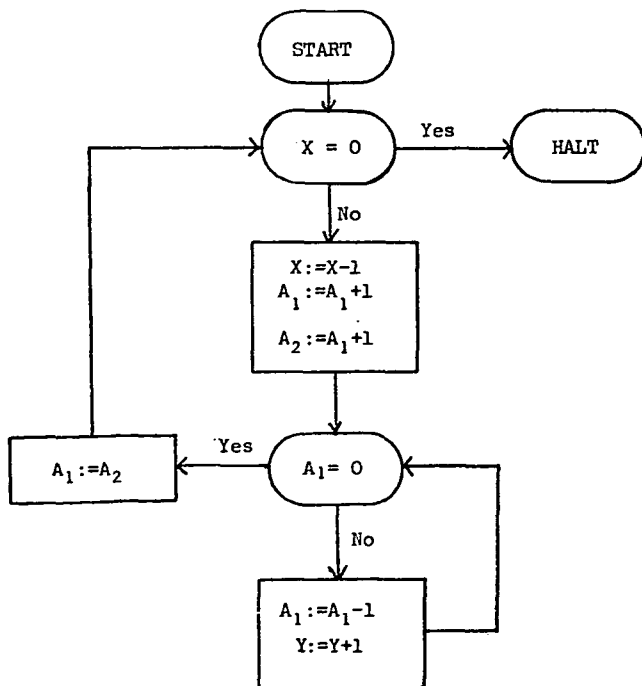 START
X = 0
Yes
HALT
No
X:=X-1
A₁:=A₁+1
A₂:=A₁+1
Yes
A₁:=A₂
A₁= 0
No
A₁:=A₁-1
Y:=Y+1